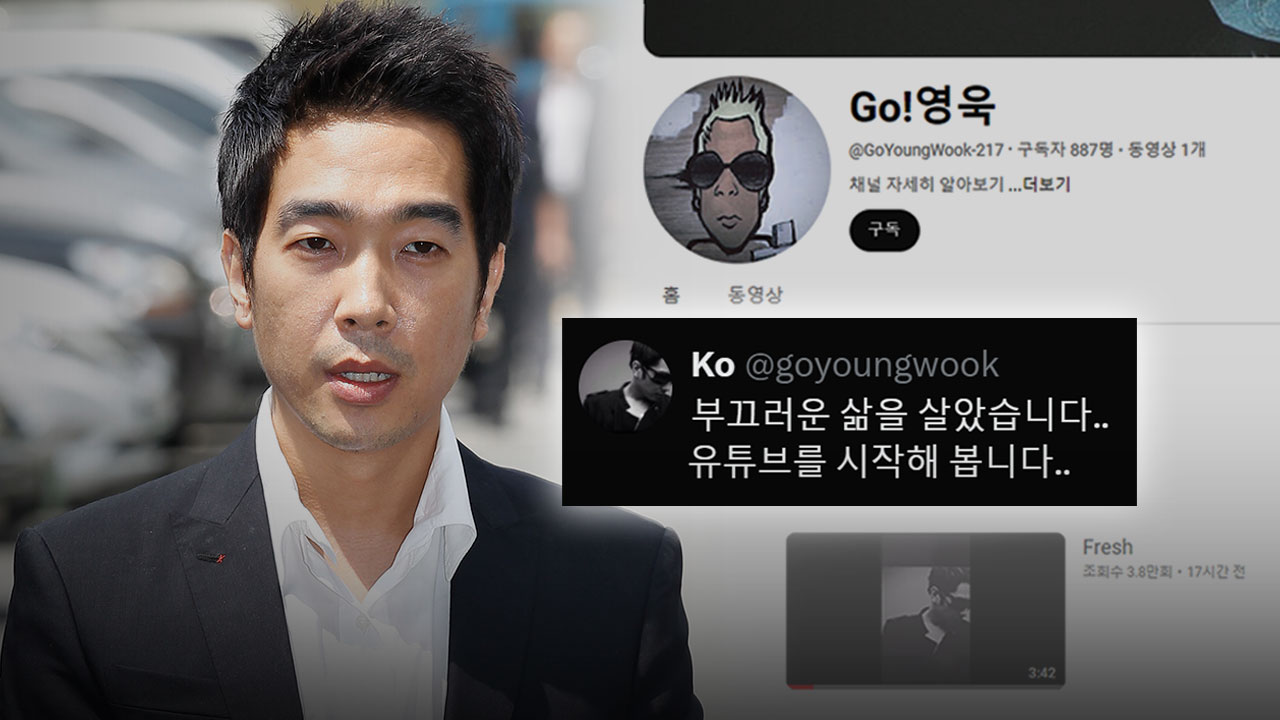 Go!영욱
@GoYoungWook-217 • 구독자 887명 • 동영상 1개
채널 자세히 알아보기 ...더보기
구독
홈 동영상
Ko @goyoungwook
부끄러운 삶을 살았습니다..
유튜브를 시작해 봅니다..
Fresh
조회수 3.8만회 • 17시간 전
3:42